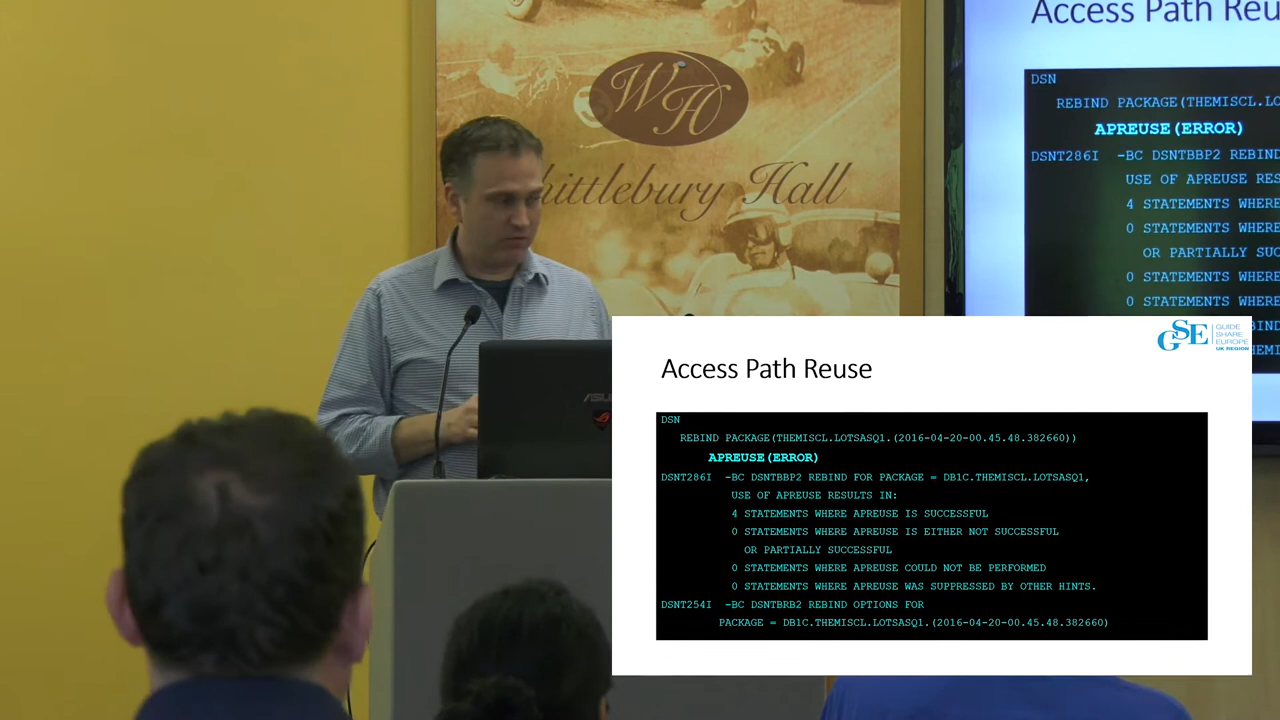 WH
hittlebury Hall
Access Path Reu
DSN
REBIND PACKAGE(THEMISCL.LO
APREUSE(ERROR)
DSNT286I -BC DSNTBBP2 REBIND
USE OF APREUSE RES
4 STATEMENTS WHERE
0 STATEMENTS WHERE
OR PARTIALLY SUC
0 STATEMENTS WHERE
0 STATEMENTS WHERE
BIND
HEMI
ASUS
GSE GUIDE
SHARE
EUROPE
UK REGION
Access Path Reuse
DSN
REBIND PACKAGE(THEMISCL.LOTSASQ1.(2016-04-20-00.45.48.382660))
APREUSE(ERROR)
DSNT286I -BC DSNTBBP2 REBIND FOR PACKAGE = DB1C.THEMISCL.LOTSASQ1,
USE OF APREUSE RESULTS IN:
4 STATEMENTS WHERE APREUSE IS SUCCESSFUL
0 STATEMENTS WHERE APREUSE IS EITHER NOT SUCCESSFUL
OR PARTIALLY SUCCESSFUL
0 STATEMENTS WHERE APREUSE COULD NOT BE PERFORMED
0 STATEMENTS WHERE APREUSE WAS SUPPRESSED BY OTHER HINTS.
DSNT254I -BC DSNTBRB2 REBIND OPTIONS FOR
PACKAGE = DB1C.THEMISCL.LOTSASQ1.(2016-04-20-00.45.48.382660)